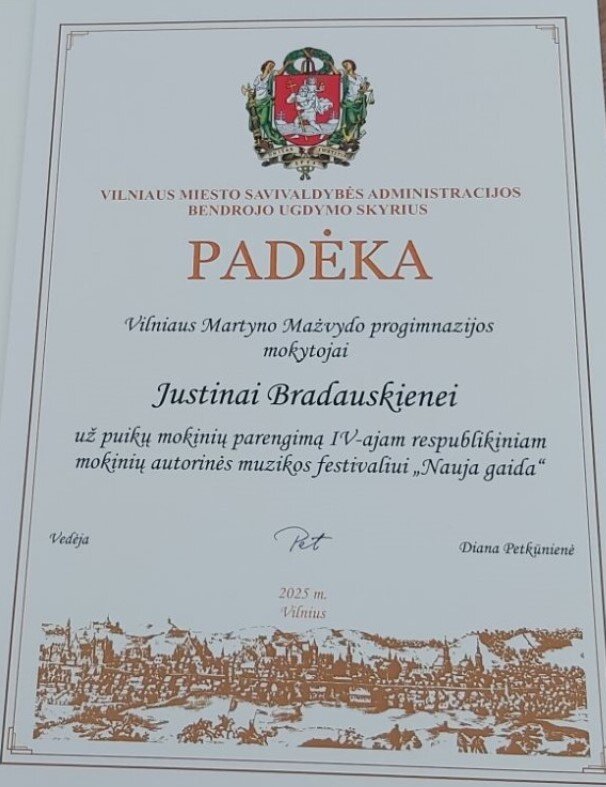 VILNIAUS MIESTO SAVIVALDYBĖS ADMINISTRACIJOS
BENDROJO UGDYMO SKYRIUS
PADĖKA
Vilniaus Martyno Mažvydo progimnazijos
mokytojai
Justinai Bradauskienei
už puikų mokinių parengimą IV-ajam respublikiniam
mokinių autorinės muzikos festivaliui „Nauja gaida“
Vedėja
Diana Petkūnienė
2025 m.
Vilnius